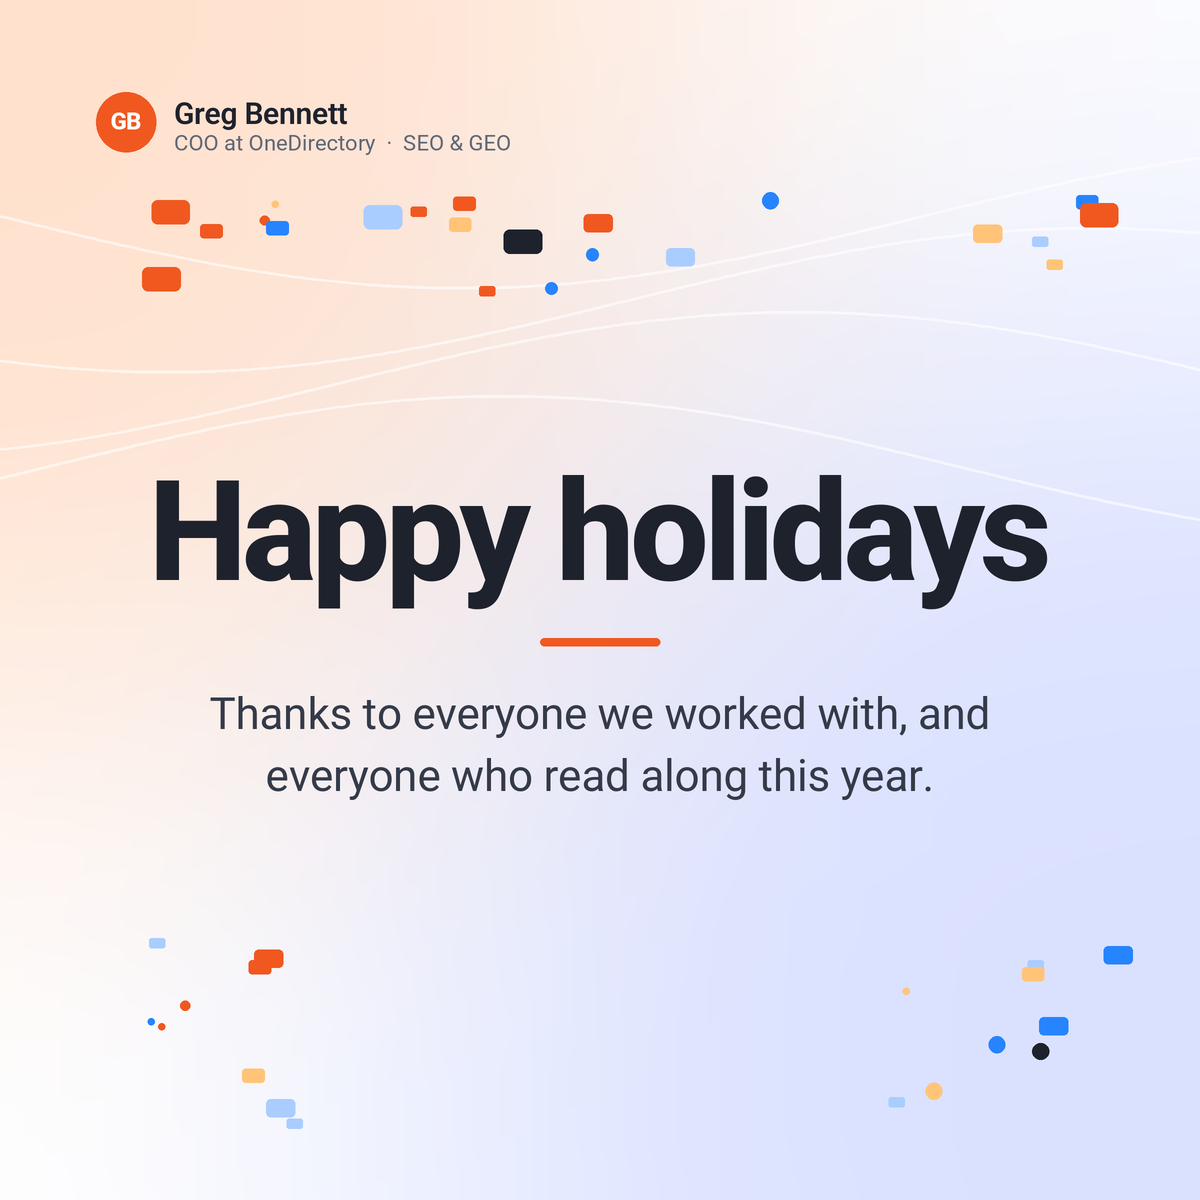 GB
Greg Bennett
COO at OneDirectory · SEO & GEO
Happy holidays
Thanks to everyone we worked with, and
everyone who read along this year.